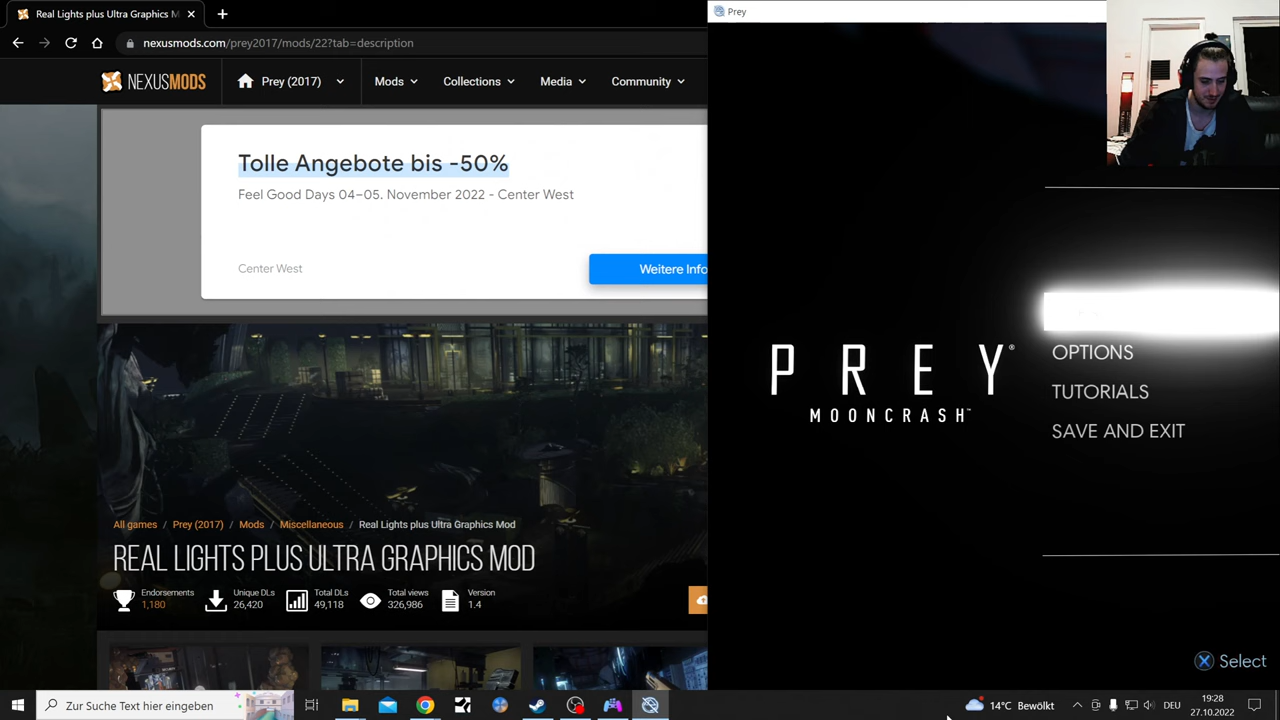 Real Lights plus Ultra Graphics M
nexusmods.com/prey2017/mods/22?tab=description
NEXUSMODS
Prey (2017)
Mods
Collections
Media
Community
Tolle Angebote bis -50%
Feel Good Days 04–05. November 2022 - Center West
Center West
Weitere Info
All games / Prey (2017) / Mods / Miscellaneous / Real Lights plus Ultra Graphics Mod
REAL LIGHTS PLUS ULTRA GRAPHICS MOD
Endorsements
1,180
Unique DLs
26,420
Total DLs
49,118
Total views
326,986
Version
1.4
Prey
PREY®
MOONCRASH™
OPTIONS
TUTORIALS
SAVE AND EXIT
Select
Zur Suche Text hier eingeben
14°C Bewölkt
DEU
19:28
27.10.2022